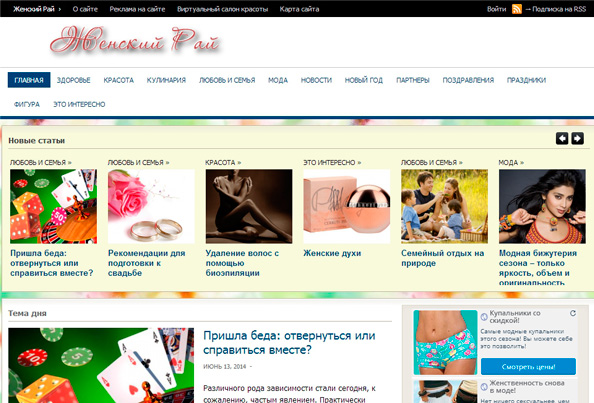 Женский Рай › О сайте Реклама на сайте Виртуальный салон красоты Карта сайта Войти → Подписка на RSS
Женский Рай
ГЛАВНАЯ ЗДОРОВЬЕ КРАСОТА КУЛИНАРИЯ ЛЮБОВЬ И СЕМЬЯ МОДА НОВОСТИ НОВЫЙ ГОД ПАРТНЕРЫ ПОЗДРАВЛЕНИЯ ПРАЗДНИКИ
ФИГУРА ЭТО ИНТЕРЕСНО
Новые статьи
ЛЮБОВЬ И СЕМЬЯ »
Пришла беда:
отвернуться или
справиться вместе?
ЛЮБОВЬ И СЕМЬЯ »
Рекомендации для
подготовки к
свадьбе
КРАСОТА »
Удаление волос с
помощью
биоэпиляции
ЭТО ИНТЕРЕСНО »
Женские духи
ЛЮБОВЬ И СЕМЬЯ »
Семейный отдых на
природе
МОДА »
Модная бижутерия
сезона – только
яркость, объем и
оригинальность
Тема дня
Пришла беда: отвернуться или
справиться вместе?
ИЮНЬ 13, 2014 –
Различного рода зависимости стали сегодня, к
сожалению, частым явлением. Практически
Купальники со
скидкой!
Самые модные купальники
этого сезона! Вы можете себе
это позволить!
Смотреть цены!
Женственность снова
в моде!